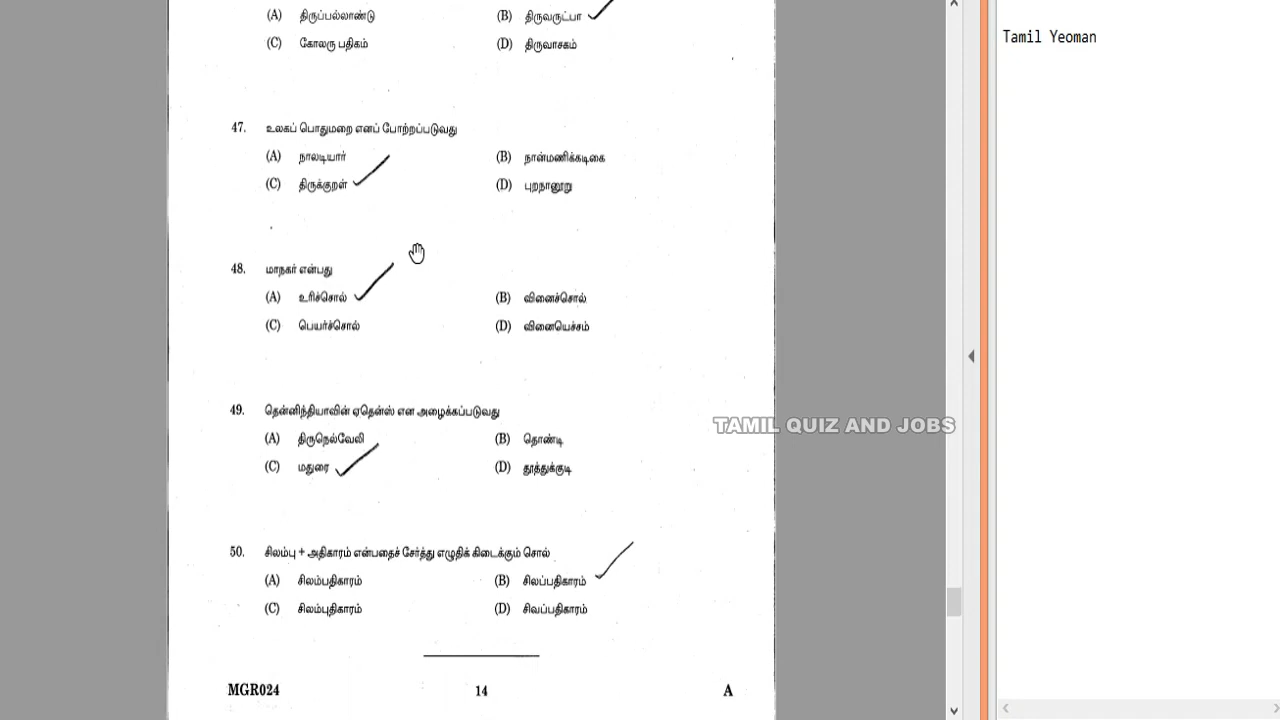 (A) திருப்பல்லாண்டு (B) திருவருட்பா
(C) கோலரு பதிகம் (D) திருவாசகம்
Tamil Yeoman
47. உலகப் பொதுமறை எனப் போற்றப்படுவது
(A) நாலடியார் (B) நான்மணிக்கடிகை
(C) திருக்குறள் (D) புறநானூறு
48. மாநகர் என்பது
(A) உரிச்சொல் (B) வினைச்சொல்
(C) பெயர்ச்சொல் (D) வினையெச்சம்
49. தென்னிந்தியாவின் ஏதென்ஸ் என அழைக்கப்படுவது
(A) திருநெல்வேலி (B) தொண்டி
(C) மதுரை (D) தூத்துக்குடி
TAMIL QUIZ AND JOBS
50. சிலம்பு + அதிகாரம் என்பதைச் சேர்த்து எழுதிக் கிடைக்கும் சொல்
(A) சிலம்பதிகாரம் (B) சிலப்பதிகாரம்
(C) சிலம்புதிகாரம் (D) சிவப்பதிகாரம்
MGR024 14 A